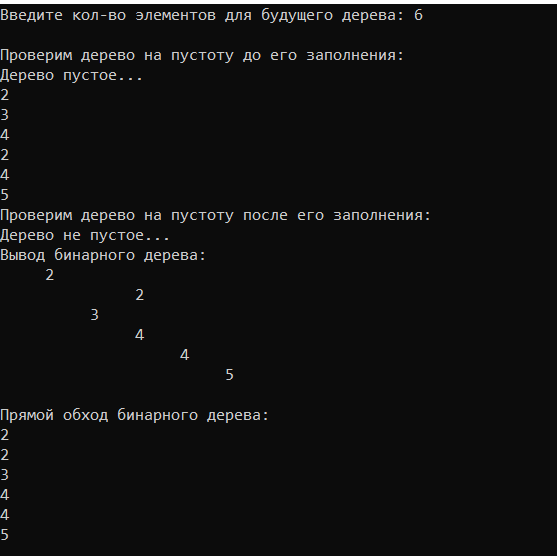 Введите кол-во элементов для будущего дерева: 6
Проверим дерево на пустоту до его заполнения:
Дерево пустое...
2
3
4
2
4
5
Проверим дерево на пустоту после его заполнения:
Дерево не пустое...
Вывод бинарного дерева:
2
2
3
4
4
5
Прямой обход бинарного дерева:
2
2
3
4
4
5